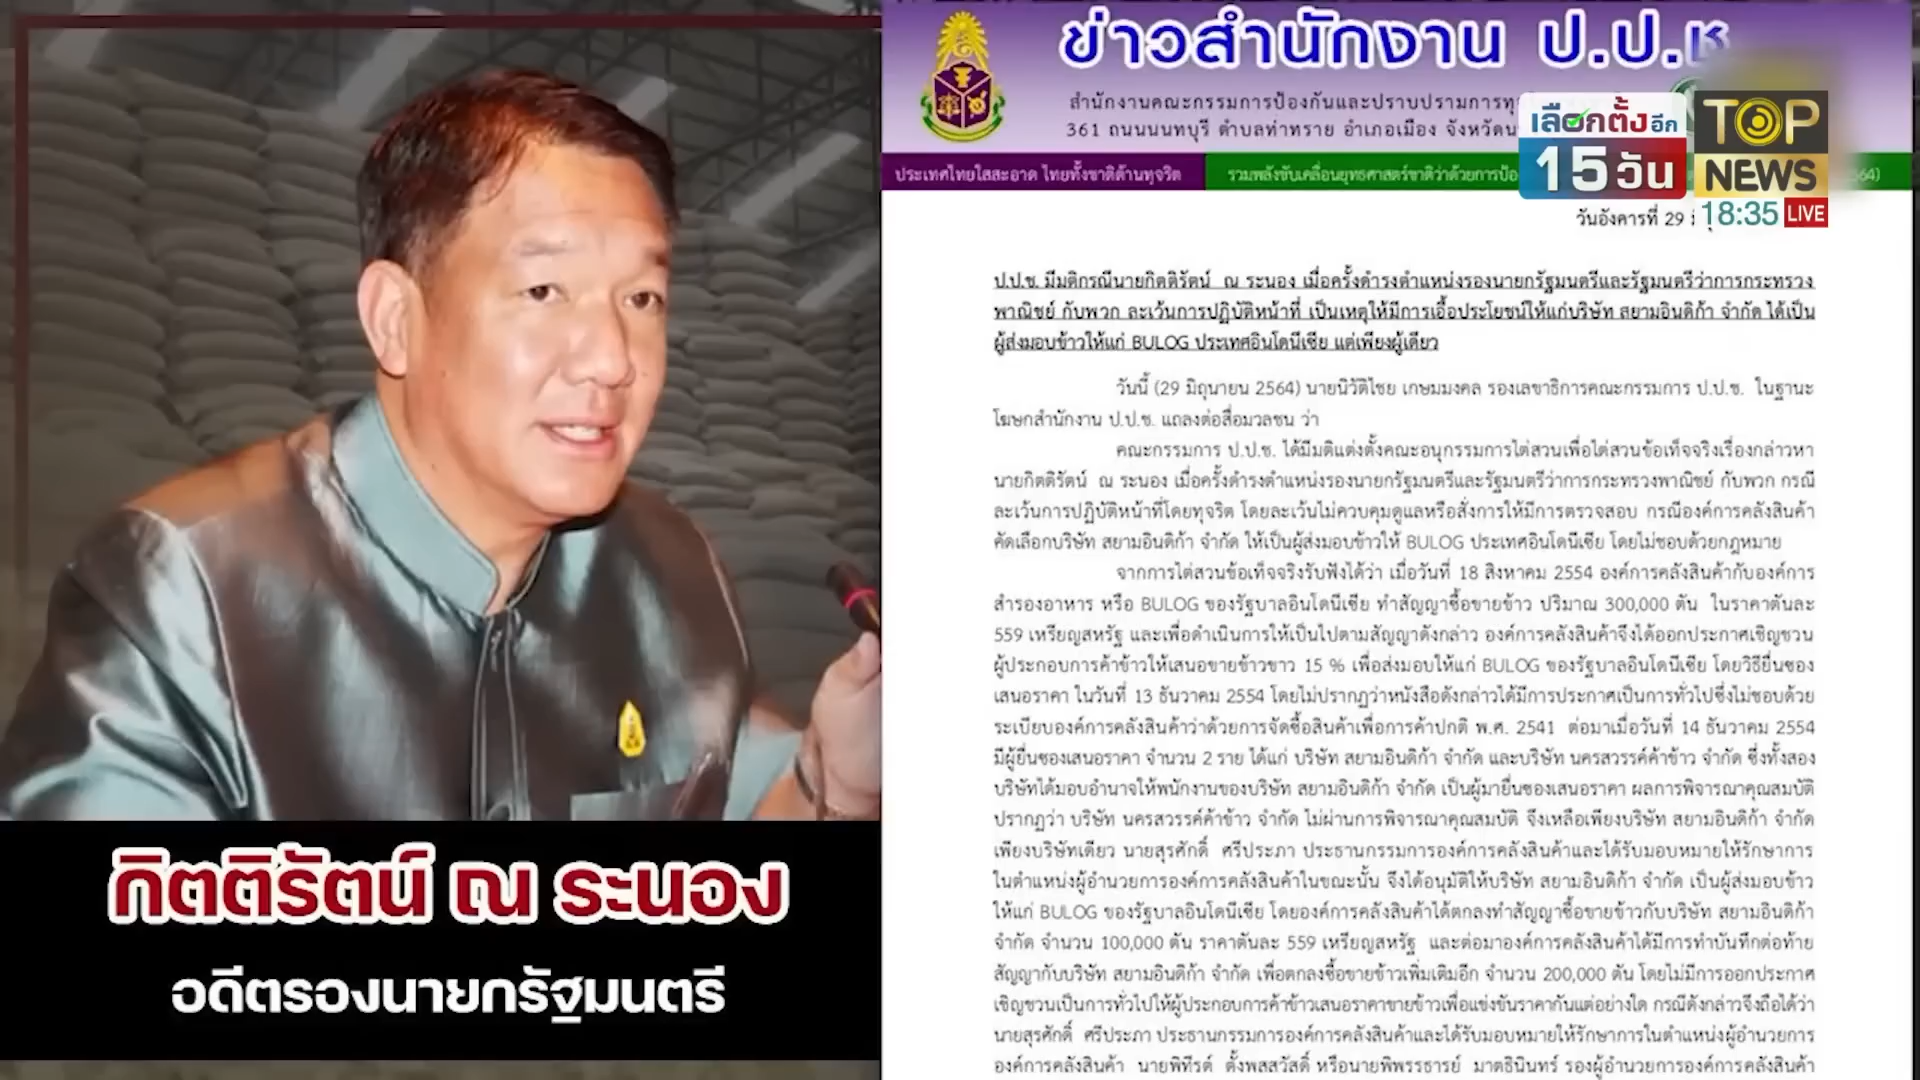 ข่าวสำนักงาน ป.ป.ช
สำนักงานคณะกรรมการป้องกันและปราบปรามการทุ
361 ถนนนนทบุรี ตำบลท่าทราย อำเภอเมือง จังหวัดน
เลือกตั้งอีก
15 วัน
TOP
NEWS
18:35 LIVE
ประเทศไทยใสสะอาด ไทยทั้งชาติต้านทุจริต
รวมพลังขับเคลื่อนยุทธศาสตร์ชาติว่าด้วยการป้อ
วันอังคารที่ 29
ป.ป.ช. มีมติกรณีนายกิตติรัตน์ ณ ระนอง เมื่อครั้งดำรงตำแหน่งรองนายกรัฐมนตรีและรัฐมนตรีว่าการกระทรวง
พาณิชย์ กับพวก ละเว้นการปฏิบัติหน้าที่ เป็นเหตุให้มีการเอื้อประโยชน์ให้แก่บริษัท สยามอินดิก้า จำกัด ได้เป็น
ผู้ส่งมอบข้าวให้แก่ BULOG ประเทศอินโดนีเซีย แต่เพียงผู้เดียว
วันนี้ (29 มิถุนายน 2564) นายนิวัติไชย เกษมมงคล รองเลขาธิการคณะกรรมการ ป.ป.ช. ในฐานะ
โฆษกสำนักงาน ป.ป.ช. แถลงต่อสื่อมวลชน ว่า
คณะกรรมการ ป.ป.ช. ได้มีมติแต่งตั้งคณะอนุกรรมการไต่สวนเพื่อไต่สวนข้อเท็จจริงเรื่องกล่าวหา
นายกิตติรัตน์ ณ ระนอง เมื่อครั้งดำรงตำแหน่งรองนายกรัฐมนตรีและรัฐมนตรีว่าการกระทรวงพาณิชย์ กับพวก กรณี
ละเว้นการปฏิบัติหน้าที่โดยทุจริต โดยละเว้นไม่ควบคุมดูแลหรือสั่งการให้มีการตรวจสอบ กรณีองค์การคลังสินค้า
คัดเลือกบริษัท สยามอินดิก้า จำกัด ให้เป็นผู้ส่งมอบข้าวให้ BULOG ประเทศอินโดนีเซีย โดยไม่ชอบด้วยกฎหมาย
จากการไต่สวนข้อเท็จจริงรับฟังได้ว่า เมื่อวันที่ 18 สิงหาคม 2554 องค์การคลังสินค้ากับองค์การ
สำรองอาหาร หรือ BULOG ของรัฐบาลอินโดนีเซีย ทำสัญญาซื้อขายข้าว ปริมาณ 300,000 ตัน ในราคาตันละ
559 เหรียญสหรัฐ และเพื่อดำเนินการให้เป็นไปตามสัญญาดังกล่าว องค์การคลังสินค้าจึงได้ออกประกาศเชิญชวน
ผู้ประกอบการค้าข้าวให้เสนอขายข้าวขาว 15 % เพื่อส่งมอบให้แก่ BULOG ของรัฐบาลอินโดนีเซีย โดยวิธียื่นซอง
เสนอราคา ในวันที่ 13 ธันวาคม 2554 โดยไม่ปรากฏว่าหนังสือดังกล่าวได้มีการประกาศเป็นการทั่วไปซึ่งไม่ชอบด้วย
ระเบียบองค์การคลังสินค้าว่าด้วยการจัดซื้อสินค้าเพื่อการค้าปกติ พ.ศ. 2541 ต่อมาเมื่อวันที่ 14 ธันวาคม 2554
มีผู้ยื่นซองเสนอราคา จำนวน 2 ราย ได้แก่ บริษัท สยามอินดิก้า จำกัด และบริษัท นครสวรรค์ค้าข้าว จำกัด ซึ่งทั้งสอง
บริษัทได้มอบอำนาจให้พนักงานของบริษัท สยามอินดิก้า จำกัด เป็นผู้มายื่นซองเสนอราคา ผลการพิจารณาคุณสมบัติ
ปรากฏว่า บริษัท นครสวรรค์ค้าข้าว จำกัด ไม่ผ่านการพิจารณาคุณสมบัติ จึงเหลือเพียงบริษัท สยามอินดิก้า จำกัด
เพียงบริษัทเดียว นายสุรศักดิ์ ศรีประภา ประธานกรรมการองค์การคลังสินค้าและได้รับมอบหมายให้รักษาการ
ในตำแหน่งผู้อำนวยการองค์การคลังสินค้าในขณะนั้น จึงได้อนุมัติให้บริษัท สยามอินดิก้า จำกัด เป็นผู้ส่งมอบข้าว
ให้แก่ BULOG ของรัฐบาลอินโดนีเซีย โดยองค์การคลังสินค้าได้ตกลงทำสัญญาซื้อขายข้าวกับบริษัท สยามอินดิก้า
จำกัด จำนวน 100,000 ตัน ราคาตันละ 559 เหรียญสหรัฐ และต่อมาองค์การคลังสินค้าได้มีการทำบันทึกต่อท้าย
สัญญากับบริษัท สยามอินดิก้า จำกัด เพื่อตกลงซื้อขายข้าวเพิ่มเติมอีก จำนวน 200,000 ตัน โดยไม่มีการออกประกาศ
เชิญชวนเป็นการทั่วไปให้ผู้ประกอบการค้าข้าวเสนอราคาขายข้าวเพื่อแข่งขันราคากันแต่อย่างใด กรณีดังกล่าวจึงถือได้ว่า
นายสุรศักดิ์ ศรีประภา ประธานกรรมการองค์การคลังสินค้าและได้รับมอบหมายให้รักษาการในตำแหน่งผู้อำนวยการ
องค์การคลังสินค้า นายพิทีรต์ ตั้งพสสวัสดิ์ หรือนายพิพรรธารย์ มาตธินินทร์ รองผู้อำนวยการองค์การคลังสินค้า
กิตติรัตน์ ณ ระนอง
อดีตรองนายกรัฐมนตรี